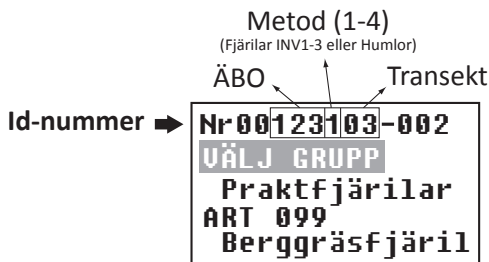 Metod (1-4)
(Fjärilar INV1-3 eller Humlor)
ÄBO Transekt
Id-nummer
Nr00123103-002
VÄLJ GRUPP
Praktfjärilar
ART 099
Berggräsfjäril